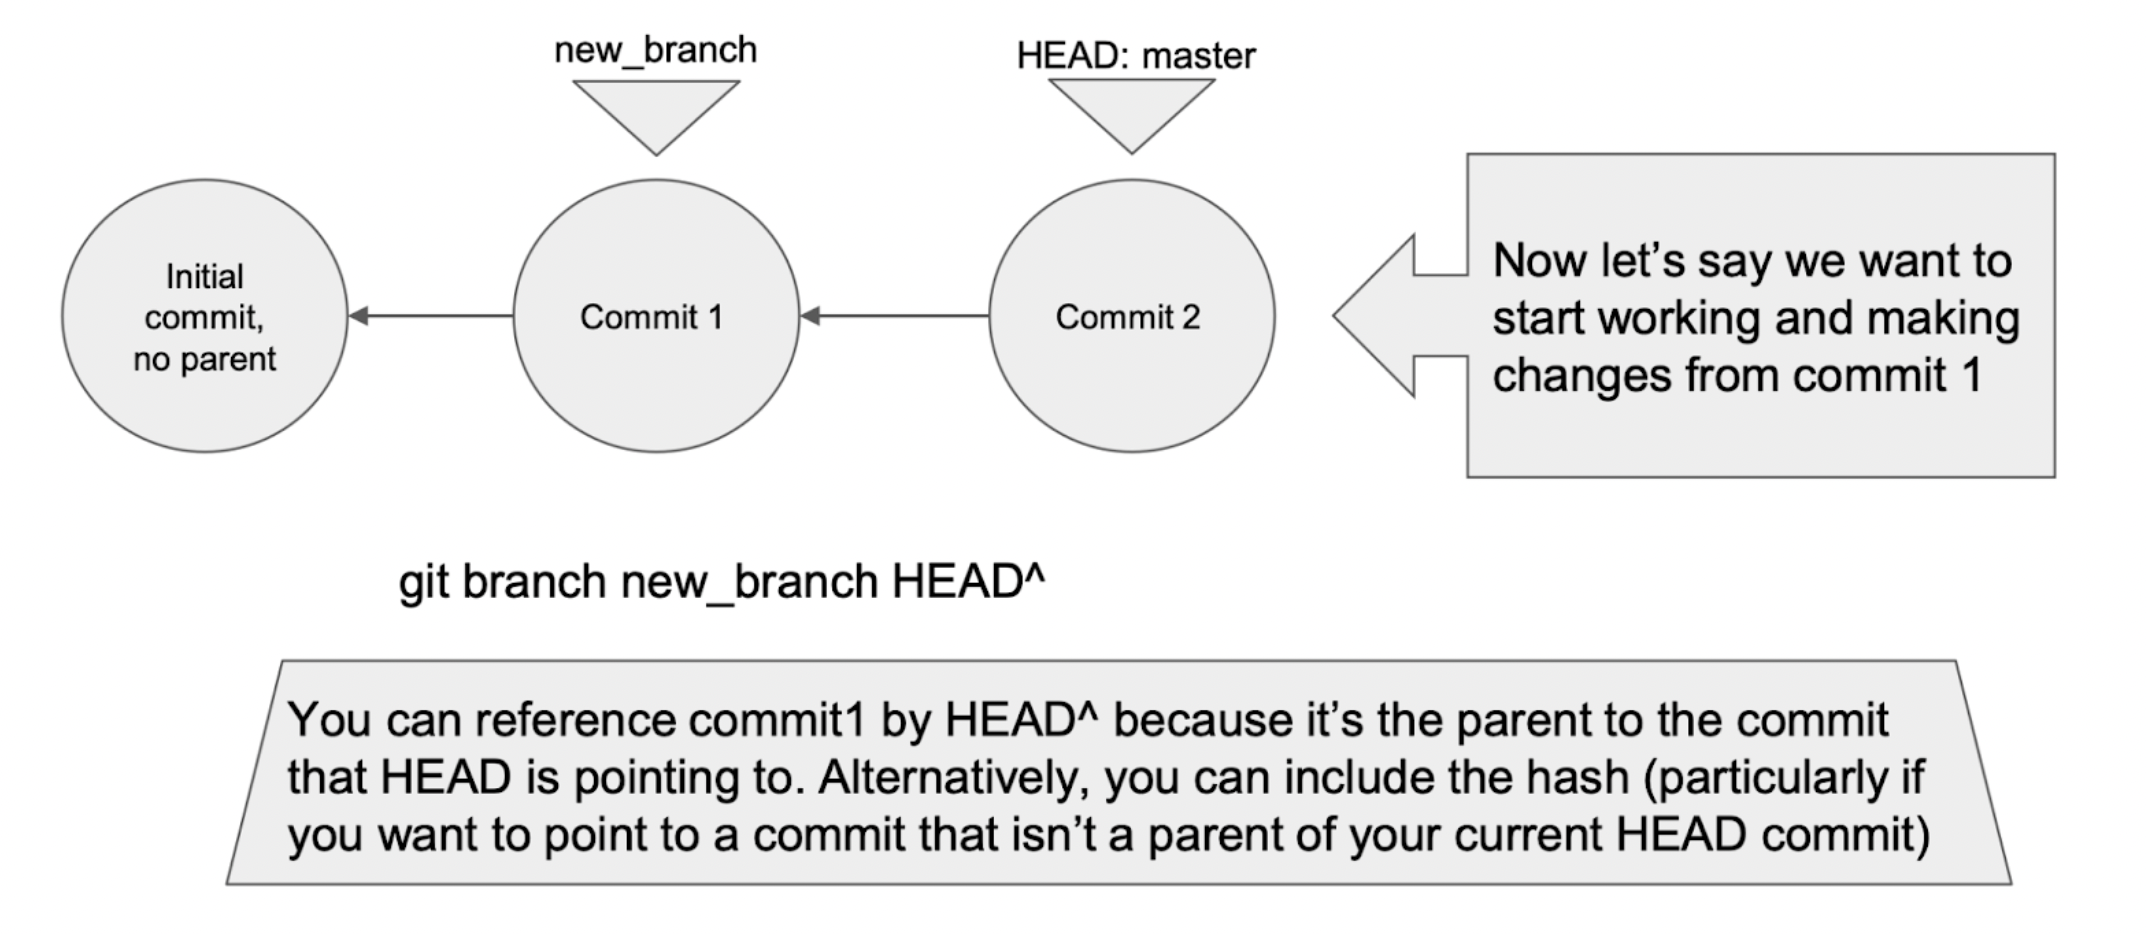 new_branch
HEAD: master
Initial
commit,
no parent
Commit 1
Commit 2
Now let’s say we want to
start working and making
changes from commit 1
git branch new_branch HEAD^
You can reference commit1 by HEAD^ because it’s the parent to the commit
that HEAD is pointing to. Alternatively, you can include the hash (particularly if
you want to point to a commit that isn’t a parent of your current HEAD commit)